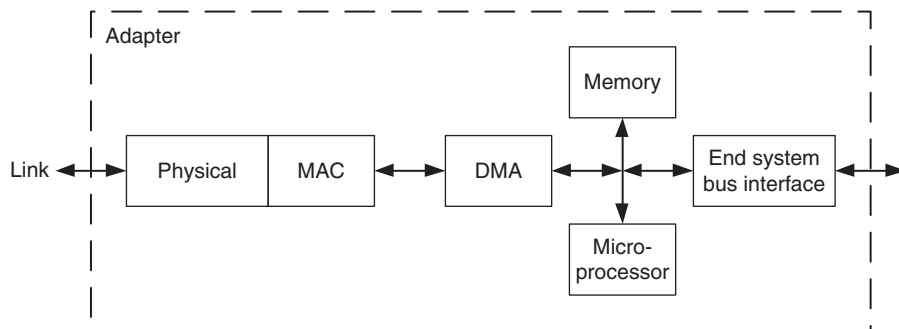 Adapter
Memory
Link
Physical
MAC
DMA
End system
bus interface
Micro-
processor